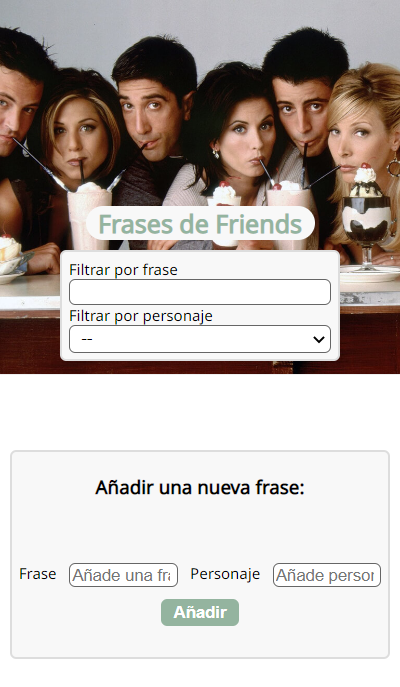 Frases de Friends
Filtrar por frase
Filtrar por personaje
--
Añadir una nueva frase:
Frase Añade una fra Personaje Añade person
Añadir